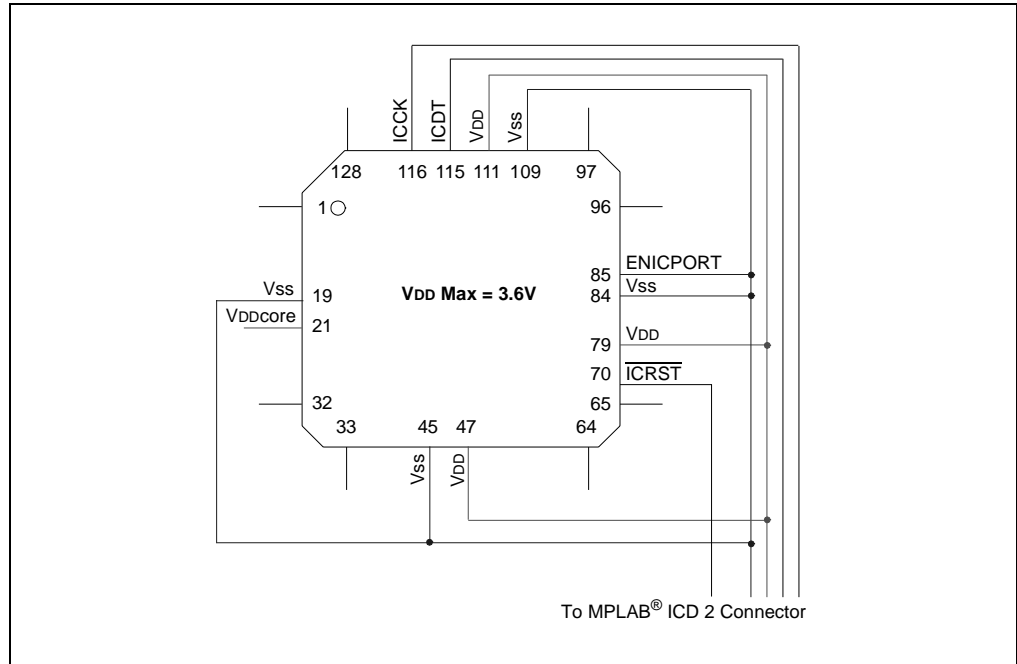 ICCK
ICDT
VDD
Vss
128
116
115
111
109
97
1
96
85
ENICPORT
Vss
19
VDD Max = 3.6V
84
Vss
VDDcore
21
79
VDD
70
ICRST
32
65
33
45
47
64
Vss
VDD
To MPLAB® ICD 2 Connector